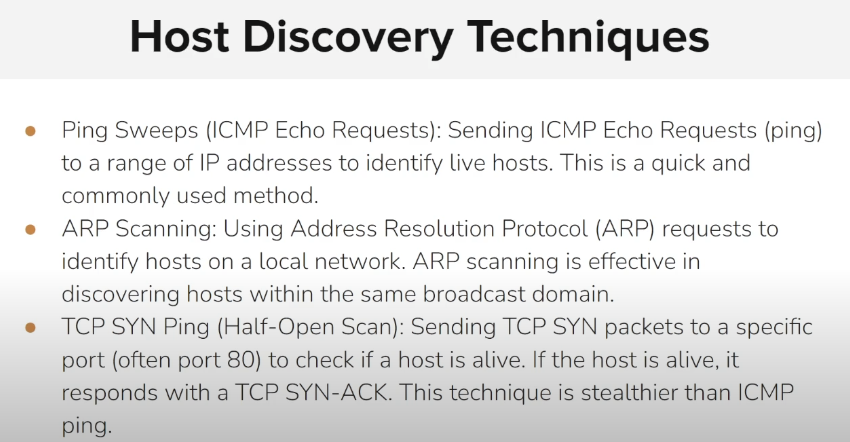 Host Discovery Techniques
● Ping Sweeps (ICMP Echo Requests): Sending ICMP Echo Requests (ping)
to a range of IP addresses to identify live hosts. This is a quick and
commonly used method.
● ARP Scanning: Using Address Resolution Protocol (ARP) requests to
identify hosts on a local network. ARP scanning is effective in
discovering hosts within the same broadcast domain.
● TCP SYN Ping (Half-Open Scan): Sending TCP SYN packets to a specific
port (often port 80) to check if a host is alive. If the host is alive, it
responds with a TCP SYN-ACK. This technique is stealthier than ICMP
ping.